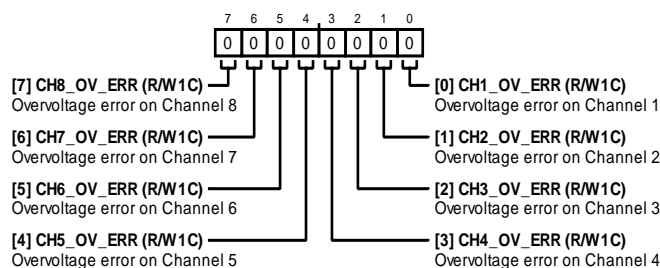 7 6 5 4 3 2 1 0
0 0 0 0 0 0 0 0
[7] CH8_OV_ERR (R/W1C)
Overvoltage error on Channel 8
[6] CH7_OV_ERR (R/W1C)
Overvoltage error on Channel 7
[5] CH6_OV_ERR (R/W1C)
Overvoltage error on Channel 6
[4] CH5_OV_ERR (R/W1C)
Overvoltage error on Channel 5
[0] CH1_OV_ERR (R/W1C)
Overvoltage error on Channel 1
[1] CH2_OV_ERR (R/W1C)
Overvoltage error on Channel 2
[2] CH3_OV_ERR (R/W1C)
Overvoltage error on Channel 3
[3] CH4_OV_ERR (R/W1C)
Overvoltage error on Channel 4